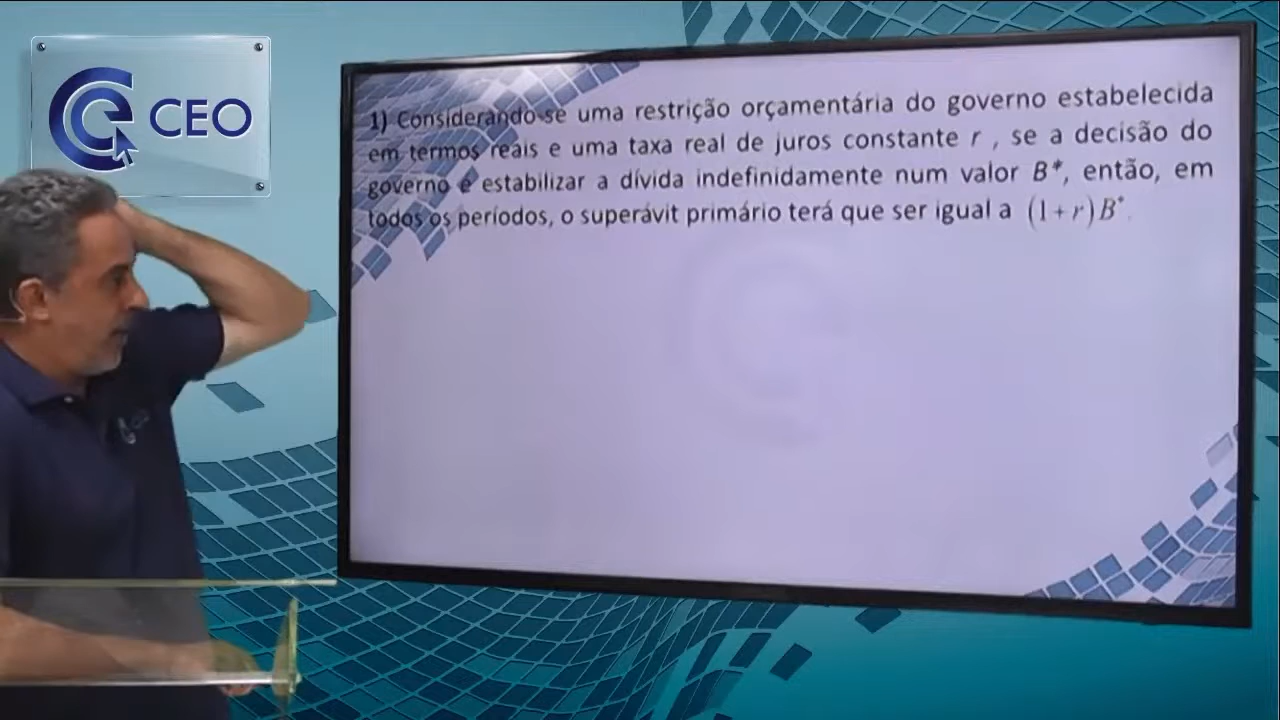 CEO
1) Considerando-se uma restrição orçamentária do governo estabelecida
em termos reais e uma taxa real de juros constante r , se a decisão do
governo é estabilizar a dívida indefinidamente num valor B*, então, em
todos os períodos, o superávit primário terá que ser igual a (1+r)B*.